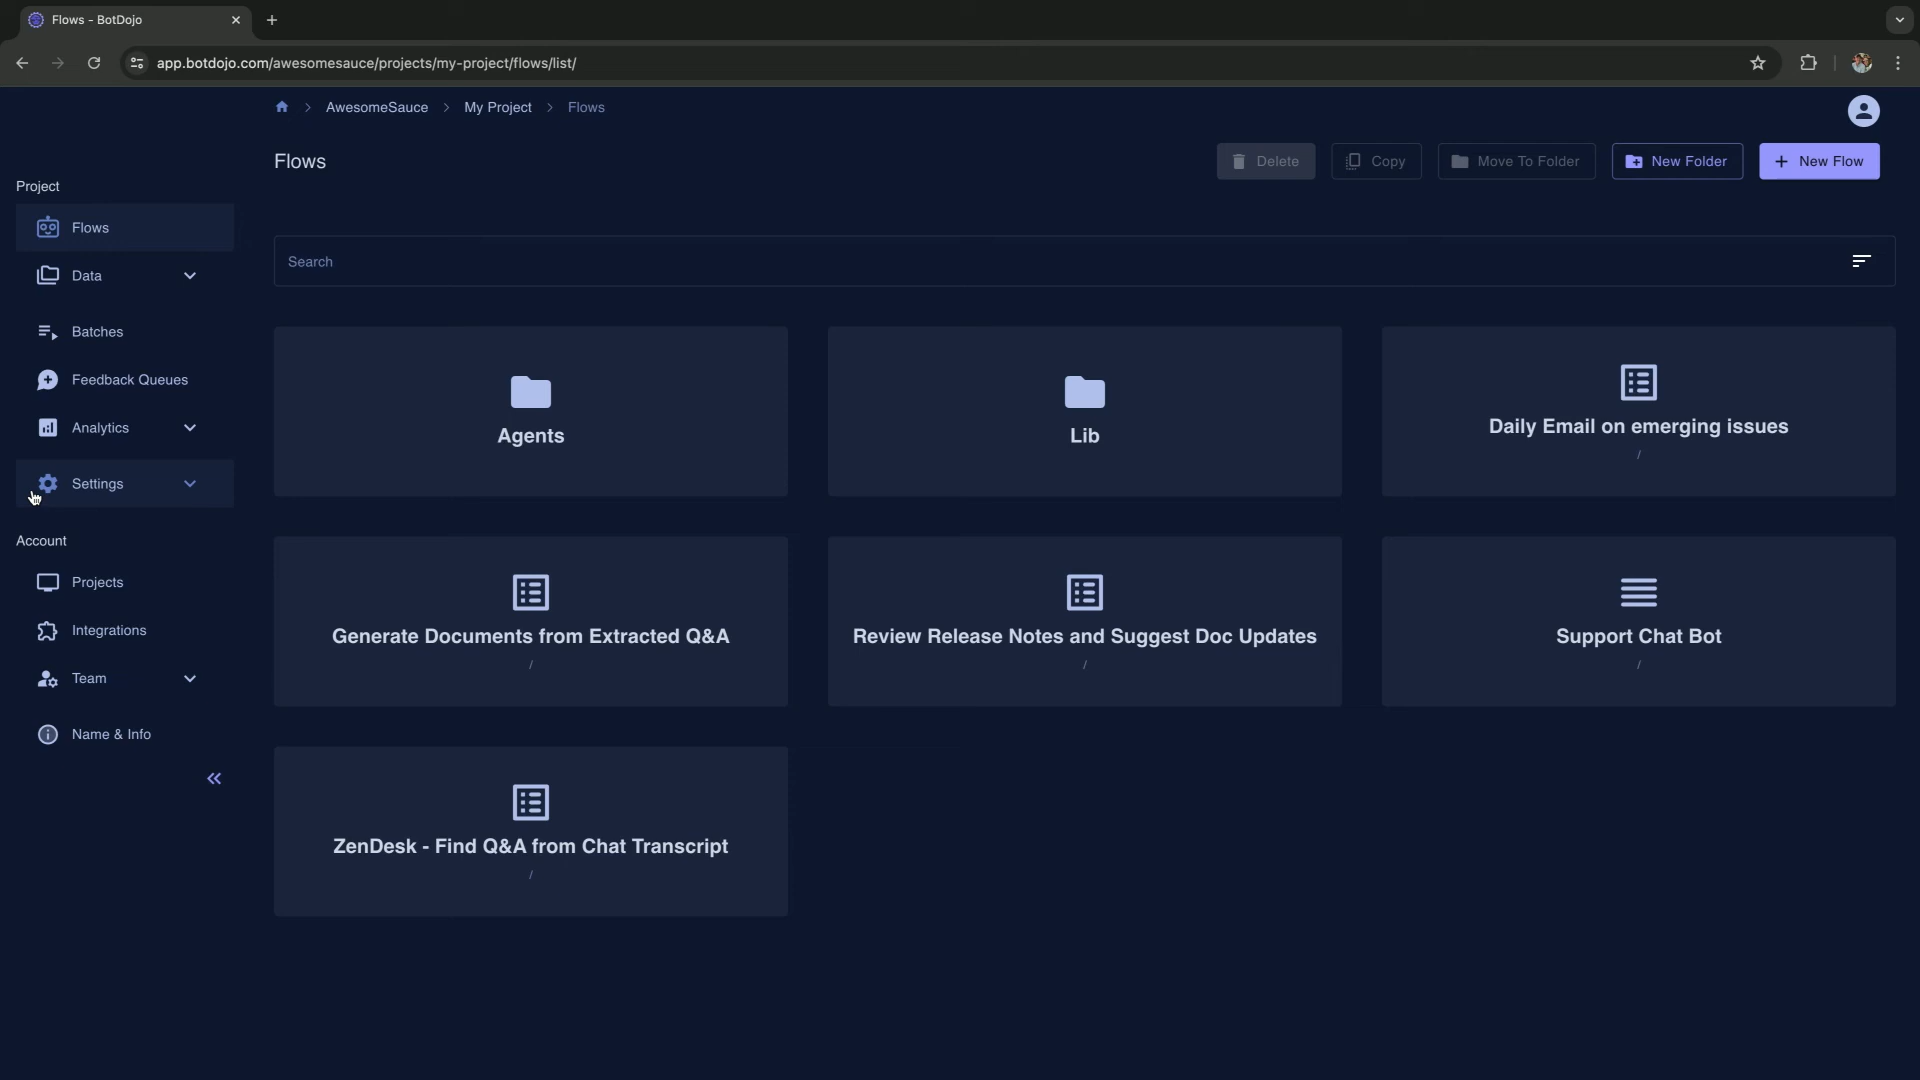 Flows - BotDojo
app.botdojo.com/awesomesauce/projects/my-project/flows/list/
AwesomeSauce > My Project > Flows
Flows
Delete
Copy
Move To Folder
New Folder
New Flow
Project
Flows
Data
Batches
Feedback Queues
Analytics
Settings
Account
Projects
Integrations
Team
Name & Info
Search
Agents
Lib
Daily Email on emerging issues
/
Generate Documents from Extracted Q&A
/
Review Release Notes and Suggest Doc Updates
/
Support Chat Bot
/
ZenDesk - Find Q&A from Chat Transcript
/